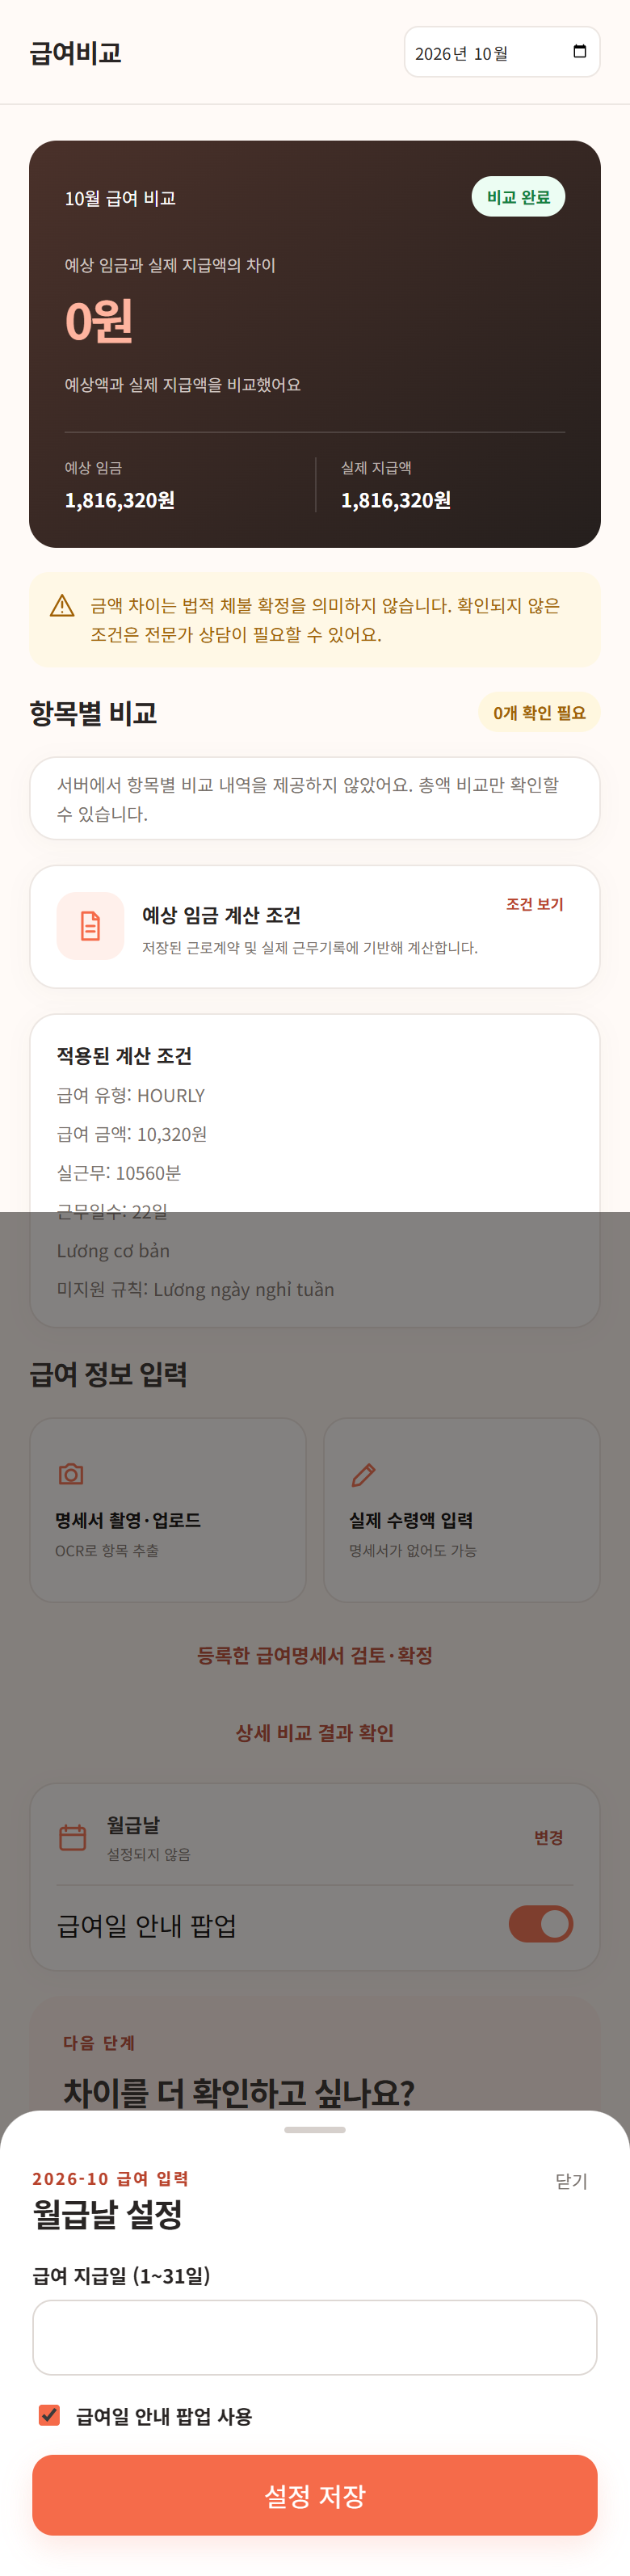 급여비교
2026년 10월
10월 급여 비교
비교 완료
예상 임금과 실제 지급액의 차이
0원
예상액과 실제 지급액을 비교했어요
예상 임금
1,816,320원
실제 지급액
1,816,320원
금액 차이는 법적 체불 확정을 의미하지 않습니다. 확인되지 않은
조건은 전문가 상담이 필요할 수 있어요.
항목별 비교
0개 확인 필요
서버에서 항목별 비교 내역을 제공하지 않았어요. 총액 비교만 확인할
수 있습니다.
예상 임금 계산 조건
조건 보기
저장된 근로계약 및 실제 근무기록에 기반해 계산합니다.
적용된 계산 조건
급여 유형: HOURLY
급여 금액: 10,320원
실근무: 10560분
근무일수: 22일
Lương cơ bản
미지원 규칙: Lương ngày nghỉ tuần
급여 정보 입력
명세서 촬영·업로드
OCR로 항목 추출
실제 수령액 입력
명세서가 없어도 가능
등록한 급여명세서 검토·확정
상세 비교 결과 확인
월급날
설정되지 않음
변경
급여일 안내 팝업
다음 단계
차이를 더 확인하고 싶나요?
2026-10 급여 입력
닫기
월급날 설정
급여 지급일 (1~31일)
급여일 안내 팝업 사용
설정 저장